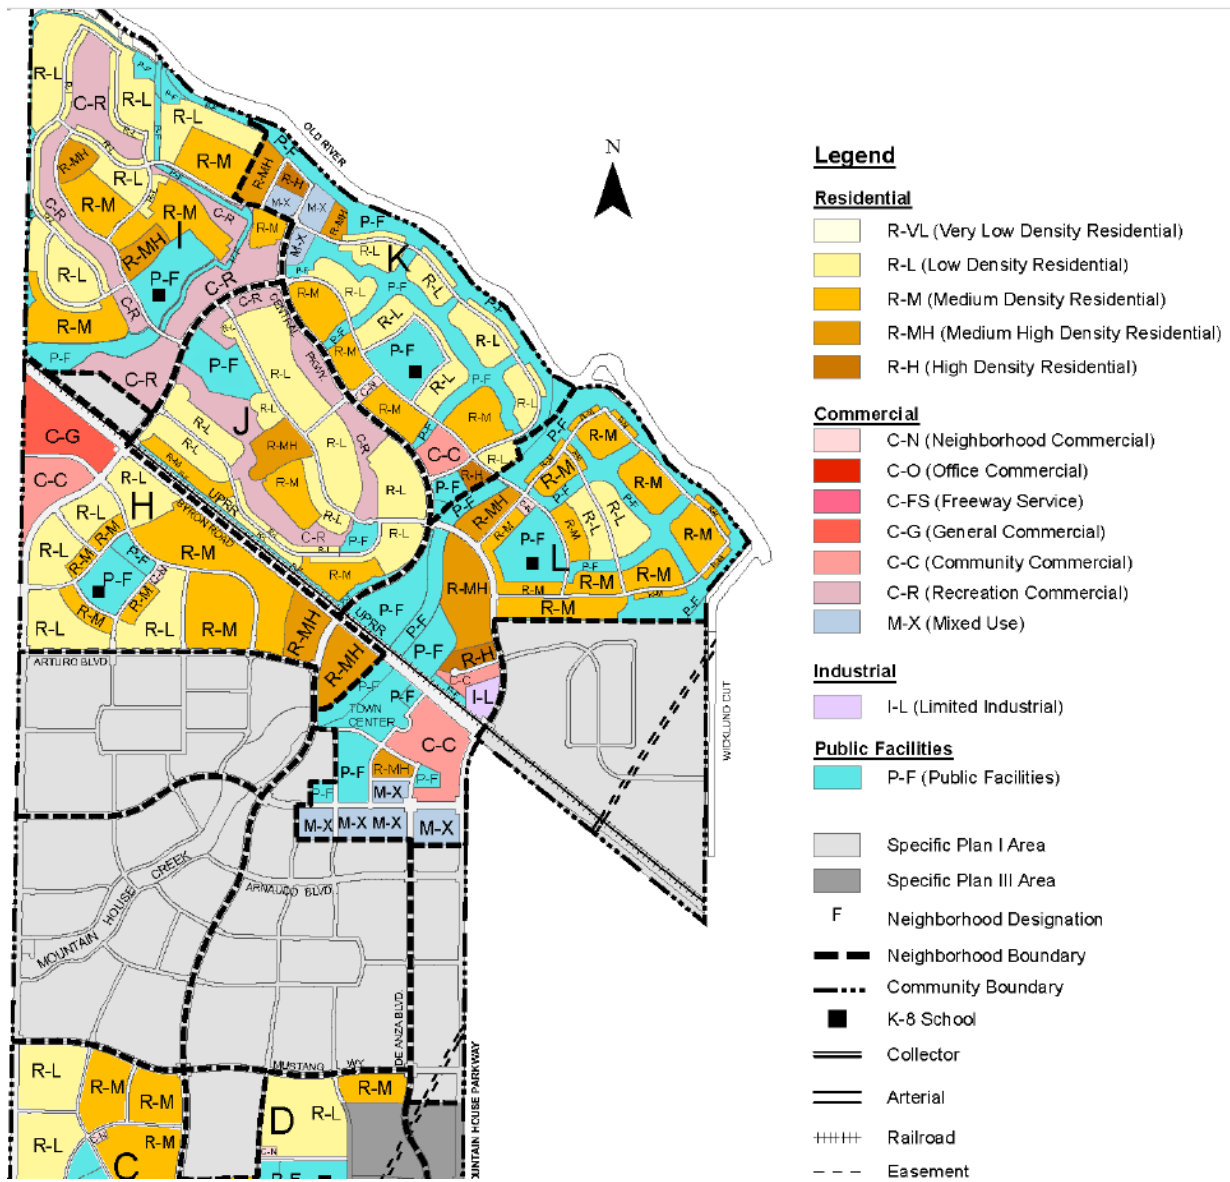 R-L
C-R
R-L
P-F
P-F
R-L
OLD RIVER
N
P-F
R-M
R-MH
R-H
R-MH
R-L
M-X
M-X
R-MH
P-F
R-M
R-M
C-R
R-M
C-R
I
R-MH
M-X
R-L
K
R-L
P-F
C-R
P-F
R-L
P-F
C-R
C-R
CENTRAL
PKWY
R-M
R-L
R-L
R-L
R-M
P-F
R-L
P-F
P-F
R-M
P-F
C-R
R-L
C-N
R-L
P-F
R-L
J
R-L
R-M
R-M
R-L
C-G
R-L
R-L
R-MH
R-L
C-R
P-F
C-C
R-L
P-F
R-M
R-M
C-C
R-L
H
R-M
R-M
R-L
R-H
P-F
R-M
R-M
R-L
UPRR
BYRON ROAD
R-L
R-L
P-F
R-MH
P-F
R-L
R-L
R-M
R-L
R-M
R-M
P-F
R-M
C-R
P-F
R-L
P-F
R-M
L
R-M
P-F
R-M
C-N
R-M
R-MH
P-F
R-M
R-M
R-M
R-L
R-L
R-M
R-MH
UPRR
P-F
P-F
R-M
P-F
ARTURO BLVD
R-MH
P-F
R-H
C-C
P-F
P-F
I-L
TOWN
CENTER
C-C
WICKLUND CUT
P-F
R-MH
P-F
P-F
M-X
M-X
M-X
M-X
M-X
MOUNTAIN HOUSE CREEK
ARNAUDO BLVD
DE ANZA BLVD.
MUSTANG WY
R-L
R-M
R-M
R-M
R-L
D
R-L
C-N
R-M
C
C-N
P-F
OUNTAIN HOUSE PARKWAY
Legend
Residential
R-VL (Very Low Density Residential)
R-L (Low Density Residential)
R-M (Medium Density Residential)
R-MH (Medium High Density Residential)
R-H (High Density Residential)
Commercial
C-N (Neighborhood Commercial)
C-O (Office Commercial)
C-FS (Freeway Service)
C-G (General Commercial)
C-C (Community Commercial)
C-R (Recreation Commercial)
M-X (Mixed Use)
Industrial
I-L (Limited Industrial)
Public Facilities
P-F (Public Facilities)
Specific Plan I Area
Specific Plan III Area
F Neighborhood Designation
Neighborhood Boundary
Community Boundary
K-8 School
Collector
Arterial
Railroad
Easement